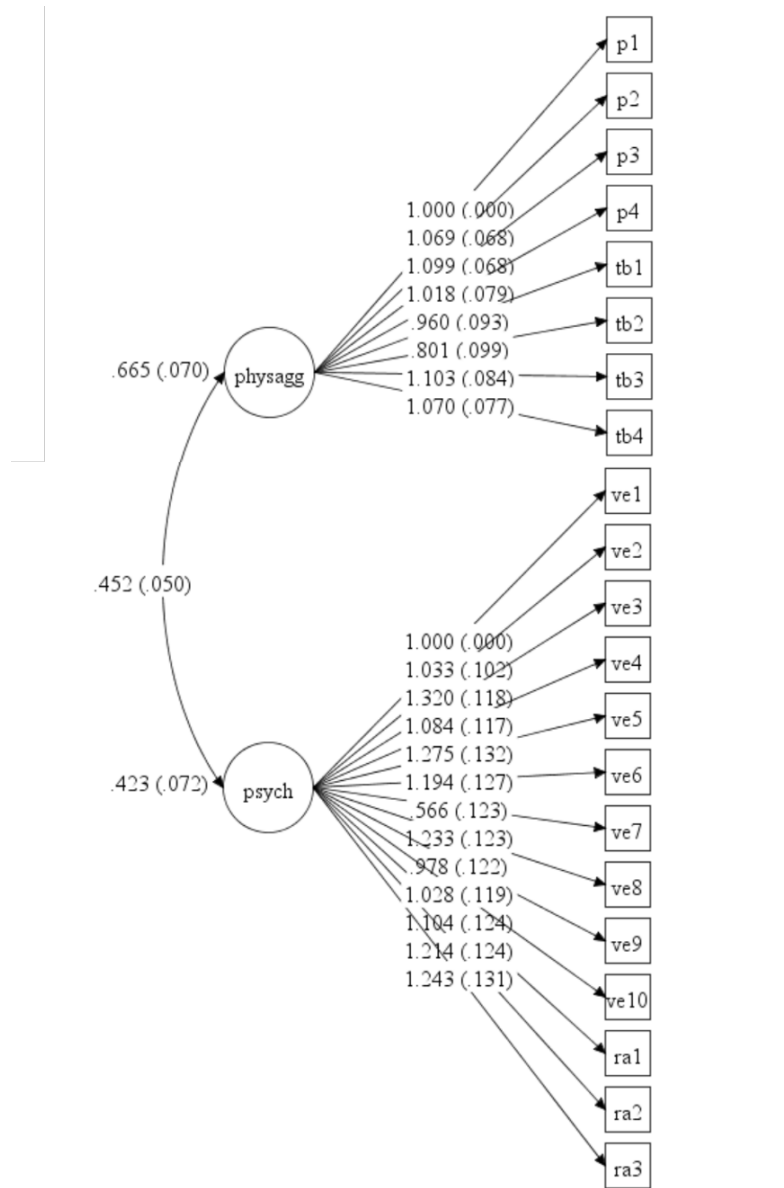 p1
p2
p3
p4
tb1
tb2
tb3
tb4
1.000 (.000)
1.069 (.068)
1.099 (.068)
1.018 (.079)
.960 (.093)
.801 (.099)
1.103 (.084)
1.070 (.077)
.665 (.070)
physagg
.452 (.050)
ve1
ve2
ve3
ve4
ve5
ve6
ve7
ve8
ve9
ve10
ra1
ra2
ra3
1.000 (.000)
1.033 (.102)
1.320 (.118)
1.084 (.117)
1.275 (.132)
1.194 (.127)
.566 (.123)
1.233 (.123)
.978 (.122)
1.028 (.119)
1.104 (.124)
1.214 (.124)
1.243 (.131)
.423 (.072)
psych